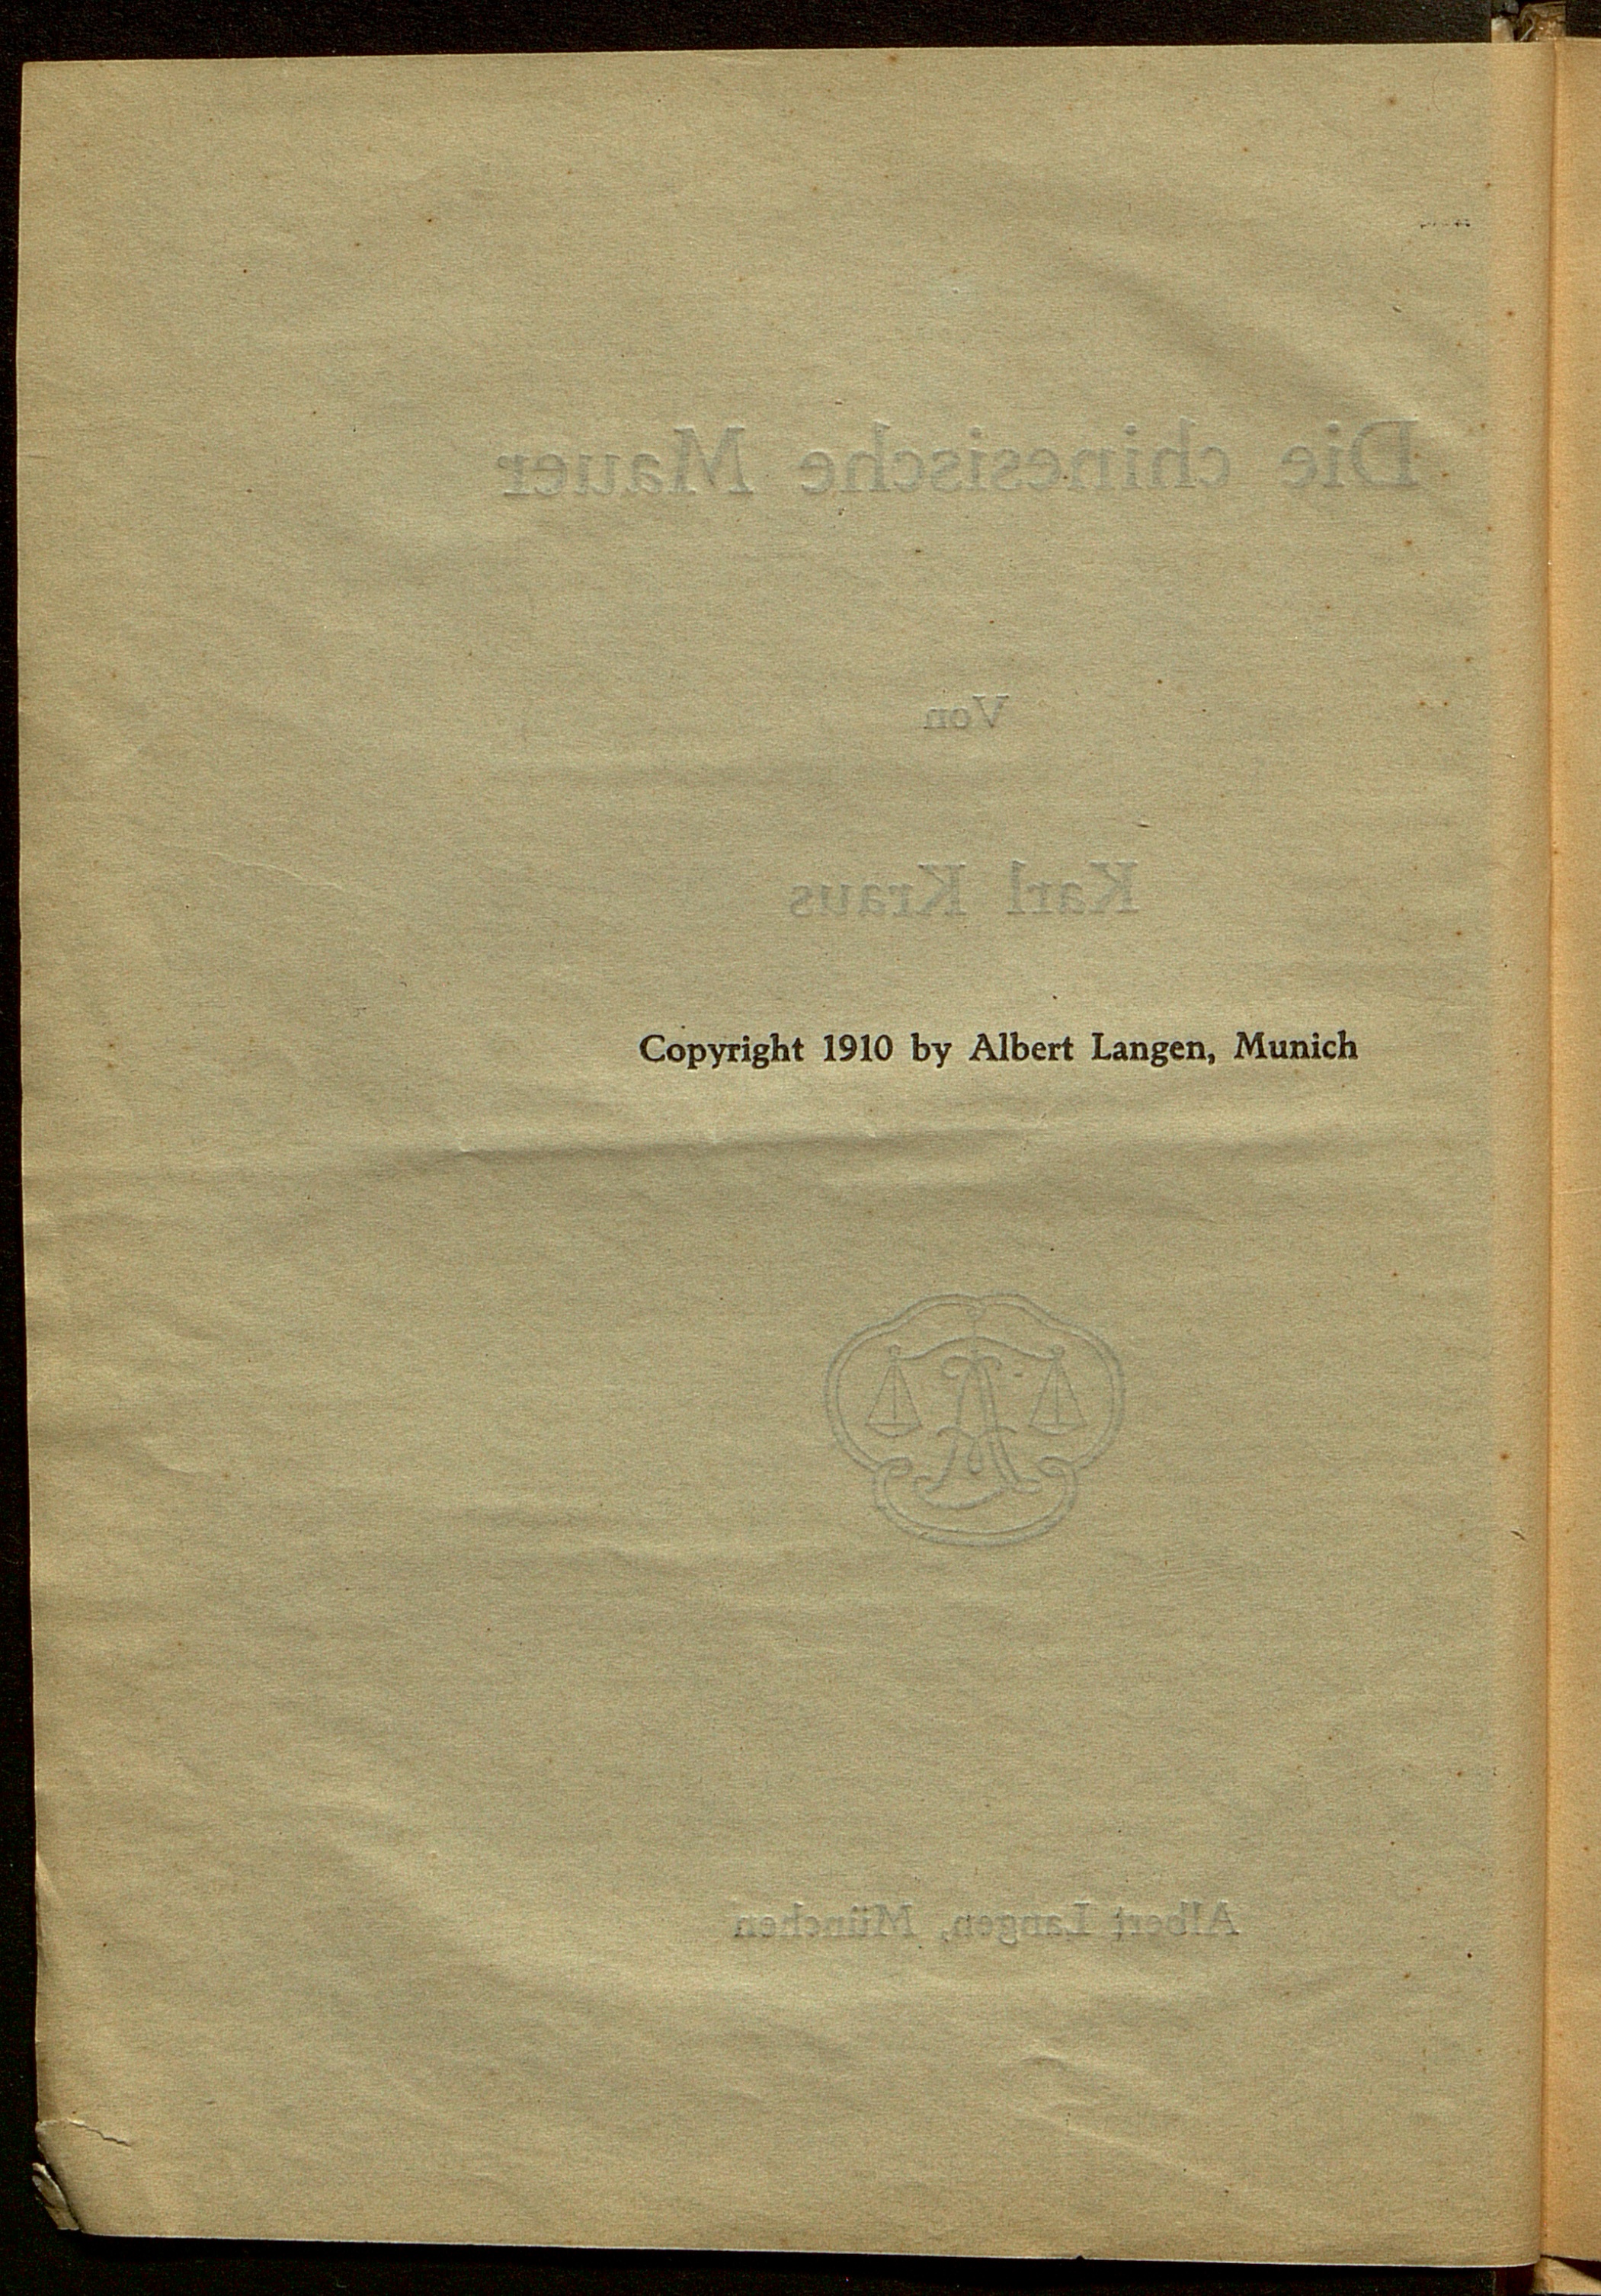 Die chinesische Mauer
Von
Karl Kraus
Copyright 1910 by Albert Langen, Munich
Albert Langen, München